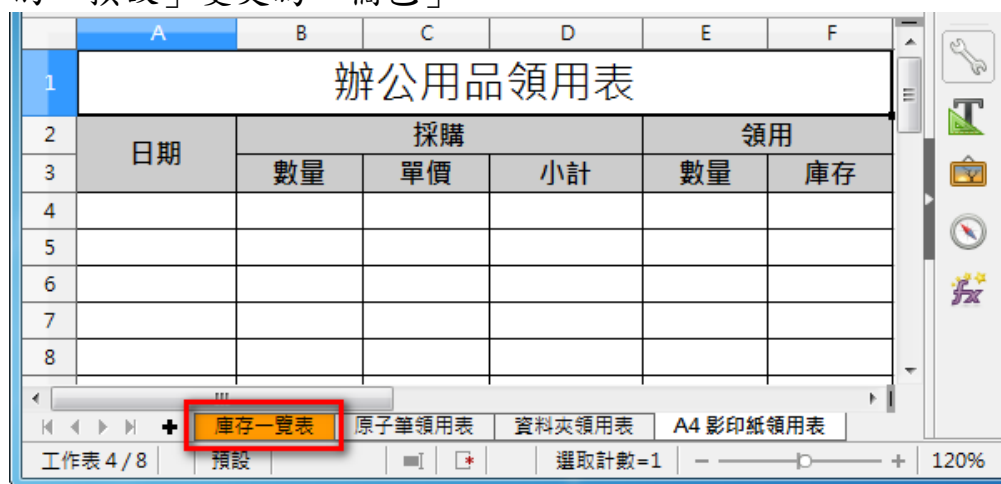 A B C D E F
1 辦公用品領用表
2 日期 採購 領用
3 數量 單價 小計 數量 庫存
4
5
6
7
8
庫存一覽表 原子筆領用表 資料夾領用表 A4 影印紙領用表
工作表 4 / 8 預設 選取計數=1 120%